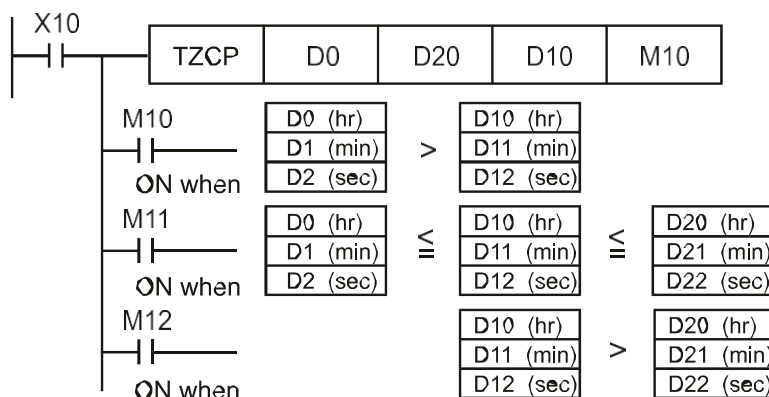 X10
TZCP D0 D20 D10 M10
M10
ON when
D0 (hr)
D1 (min)
D2 (sec)
>
D10 (hr)
D11 (min)
D12 (sec)
M11
ON when
D0 (hr)
D1 (min)
D2 (sec)
≦
D10 (hr)
D11 (min)
D12 (sec)
≦
D20 (hr)
D21 (min)
D22 (sec)
M12
ON when
D10 (hr)
D11 (min)
D12 (sec)
>
D20 (hr)
D21 (min)
D22 (sec)